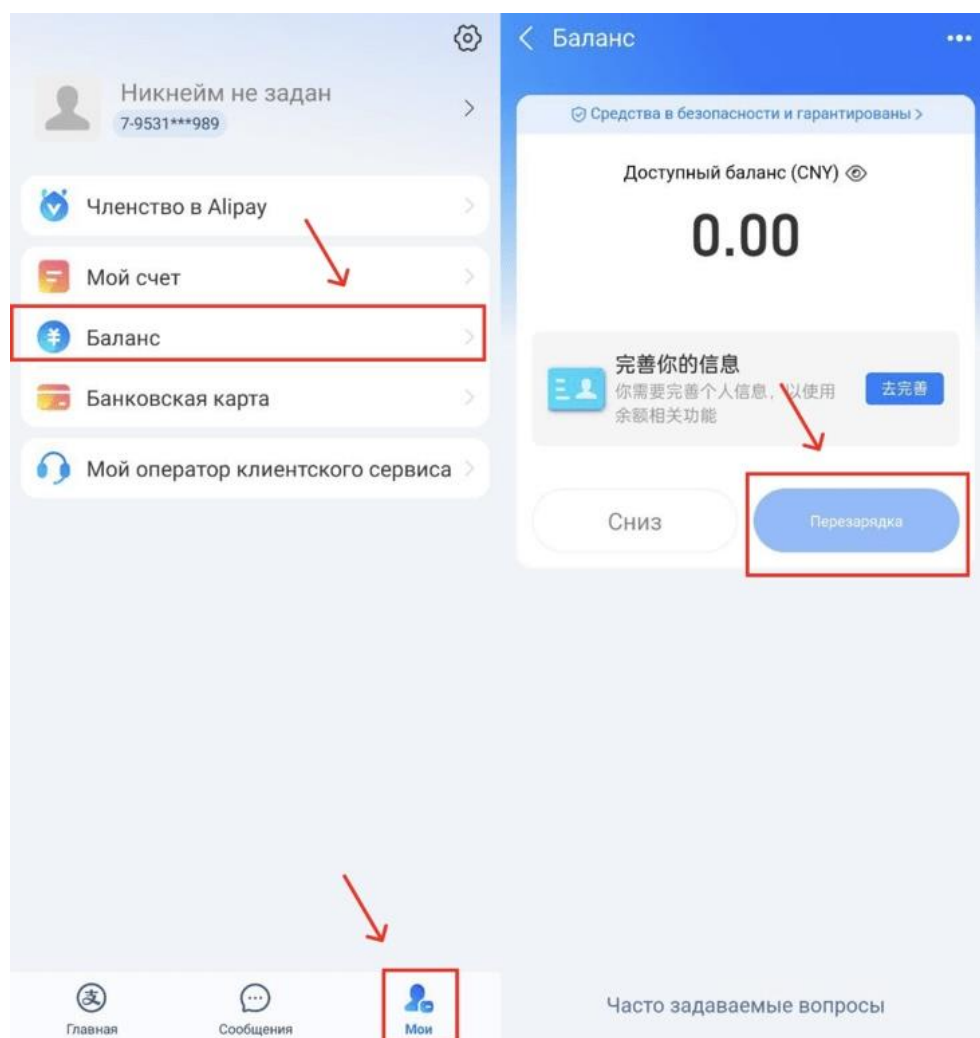 Никнейм не задан
7-9531***989
Членство в Alipay
Мой счет
Баланс
Банковская карта
Мой оператор клиентского сервиса
支
Главная
Сообщения
Мои
Баланс
Средства в безопасности и гарантированы >
Доступный баланс (CNY)
0.00
完善你的信息
你需要完善个人信息，以使用
余额相关功能
去完善
Сниз
Перезарядка
Часто задаваемые вопросы